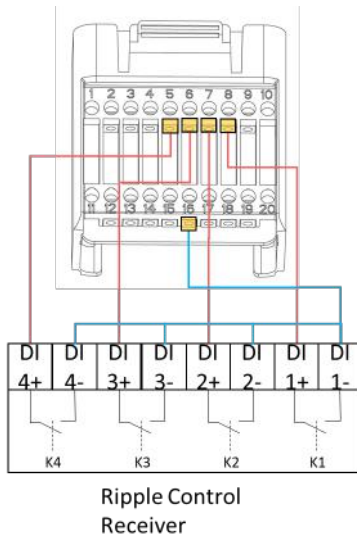 1 2 3 4 5 6 7 8 9 10
11 12 13 14 15 16 17 18 19 20
DI DI DI DI DI DI DI DI
4+ 4- 3+ 3- 2+ 2- 1+ 1-
K4 K3 K2 K1
Ripple Control
Receiver